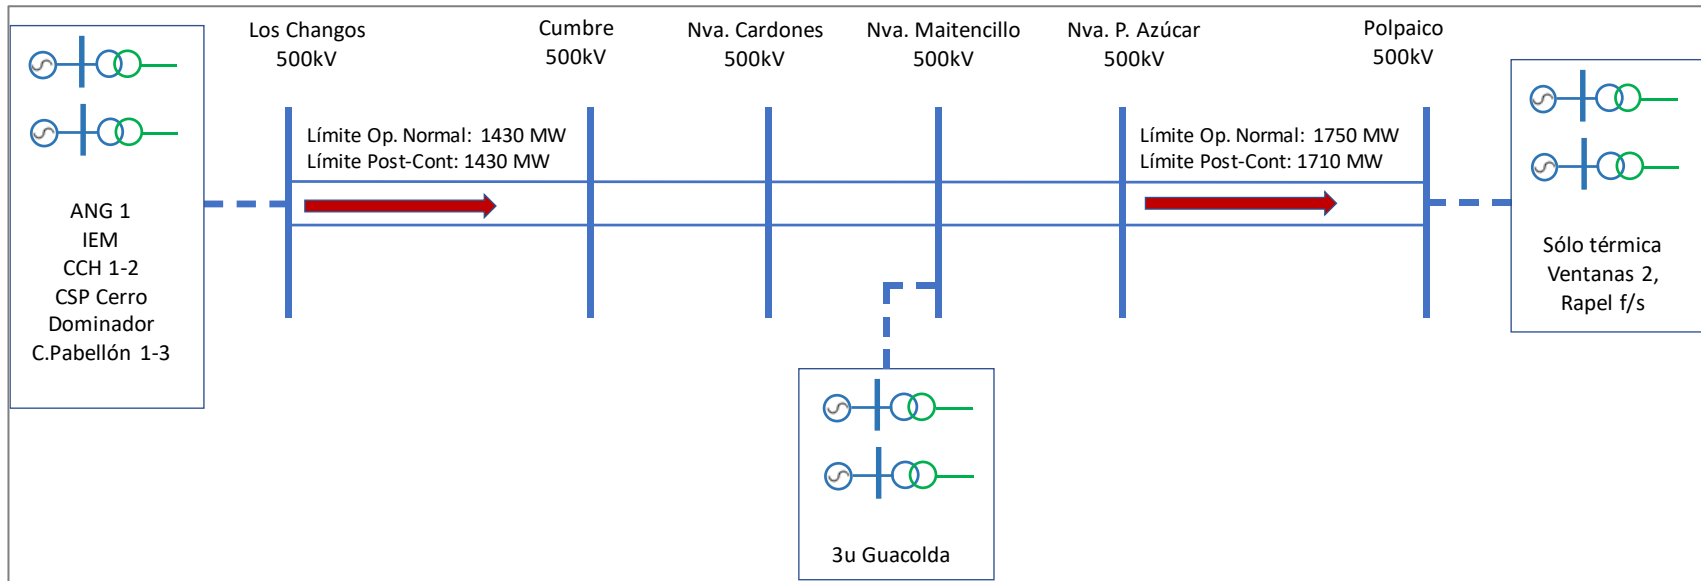 Los Changos
500kV
Cumbre
500kV
Nva. Cardones
500kV
Nva. Maitencillo
500kV
Nva. P. Azúcar
500kV
Polpaico
500kV
Límite Op. Normal: 1430 MW
Límite Post-Cont: 1430 MW
Límite Op. Normal: 1750 MW
Límite Post-Cont: 1710 MW
ANG 1
IEM
CCH 1-2
CSP Cerro
Dominador
C.Pabellón 1-3
Sólo térmica
Ventanas 2,
Rapel f/s
3u Guacolda